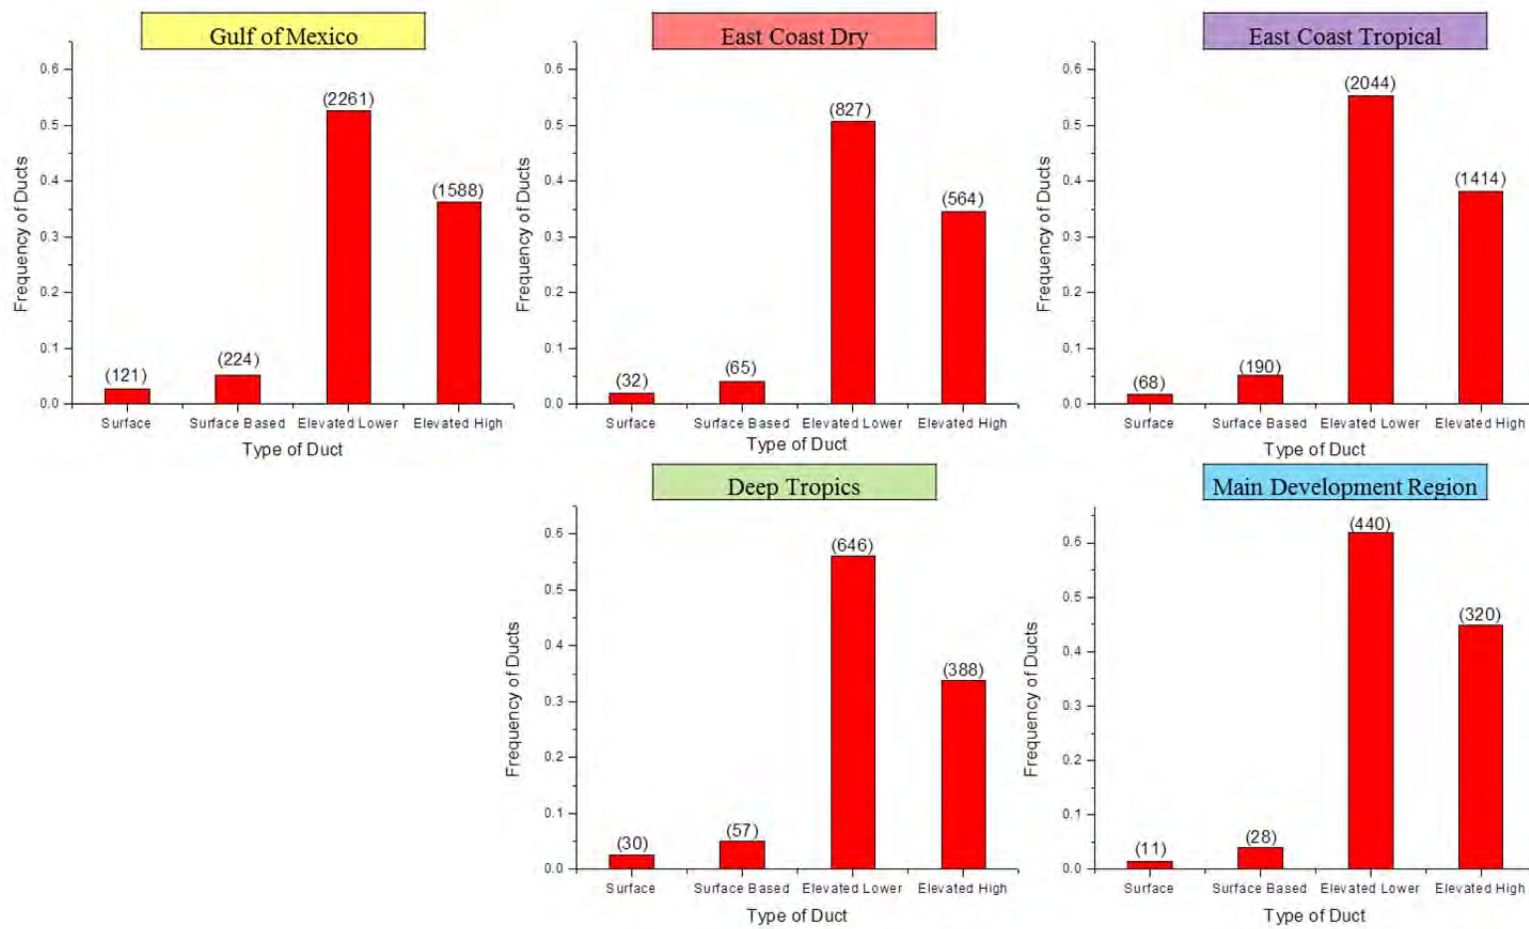 Gulf of Mexico
Frequency of Ducts
0.6
0.5
0.4
0.3
0.2
0.1
0.0
(121)
(224)
(2261)
(1588)
Surface
Surface Based
Elevated Lower
Elevated High
Type of Duct
East Coast Dry
Frequency of Ducts
0.6
0.5
0.4
0.3
0.2
0.1
0.0
(32)
(65)
(827)
(564)
Surface
Surface Based
Elevated Lower
Elevated High
Type of Duct
East Coast Tropical
Frequency of Ducts
0.6
0.5
0.4
0.3
0.2
0.1
0.0
(68)
(190)
(2044)
(1414)
Surface
Surface Based
Elevated Lower
Elevated High
Type of Duct
Deep Tropics
Frequency of Ducts
0.6
0.5
0.4
0.3
0.2
0.1
0.0
(30)
(57)
(646)
(388)
Surface
Surface Based
Elevated Lower
Elevated High
Type of Duct
Main Development Region
Frequency of Ducts
0.6
0.5
0.4
0.3
0.2
0.1
0.0
(11)
(28)
(440)
(320)
Surface
Surface Based
Elevated Lower
Elevated High
Type of Duct